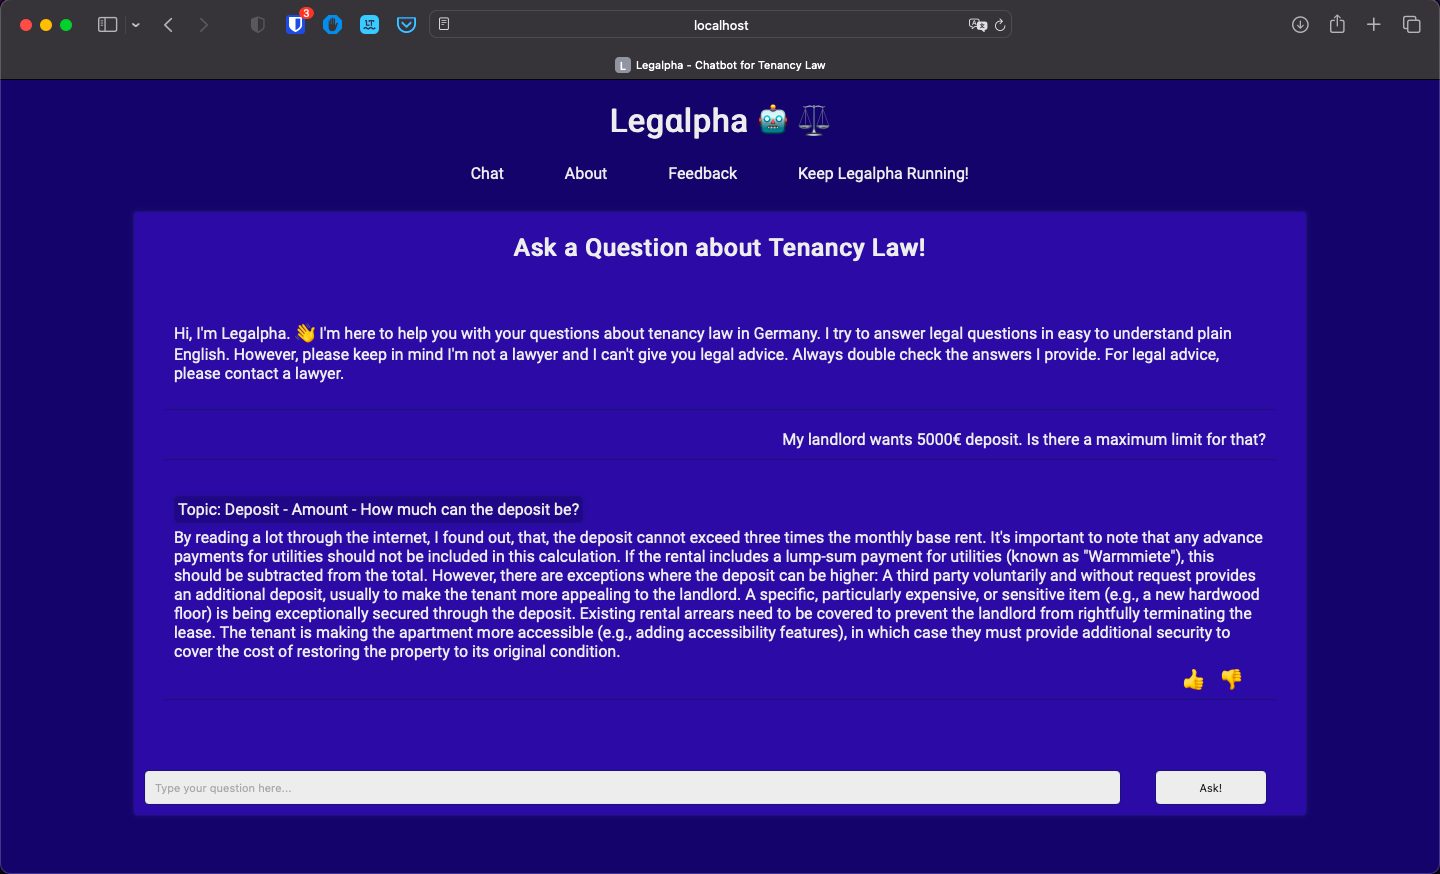 3
localhost
L Legalpha - Chatbot for Tenancy Law
Legαlpha
Chat About Feedback Keep Legalpha Running!
Ask a Question about Tenancy Law!
Hi, I'm Legalpha. 👋 I'm here to help you with your questions about tenancy law in Germany. I try to answer legal questions in easy to understand plain
English. However, please keep in mind I'm not a lawyer and I can't give you legal advice. Always double check the answers I provide. For legal advice,
please contact a lawyer.
My landlord wants 5000€ deposit. Is there a maximum limit for that?
Topic: Deposit - Amount - How much can the deposit be?
By reading a lot through the internet, I found out, that, the deposit cannot exceed three times the monthly base rent. It's important to note that any advance
payments for utilities should not be included in this calculation. If the rental includes a lump-sum payment for utilities (known as "Warmmiete"), this
should be subtracted from the total. However, there are exceptions where the deposit can be higher: A third party voluntarily and without request provides
an additional deposit, usually to make the tenant more appealing to the landlord. A specific, particularly expensive, or sensitive item (e.g., a new hardwood
floor) is being exceptionally secured through the deposit. Existing rental arrears need to be covered to prevent the landlord from rightfully terminating the
lease. The tenant is making the apartment more accessible (e.g., adding accessibility features), in which case they must provide additional security to
cover the cost of restoring the property to its original condition.
Type your question here...
Ask!